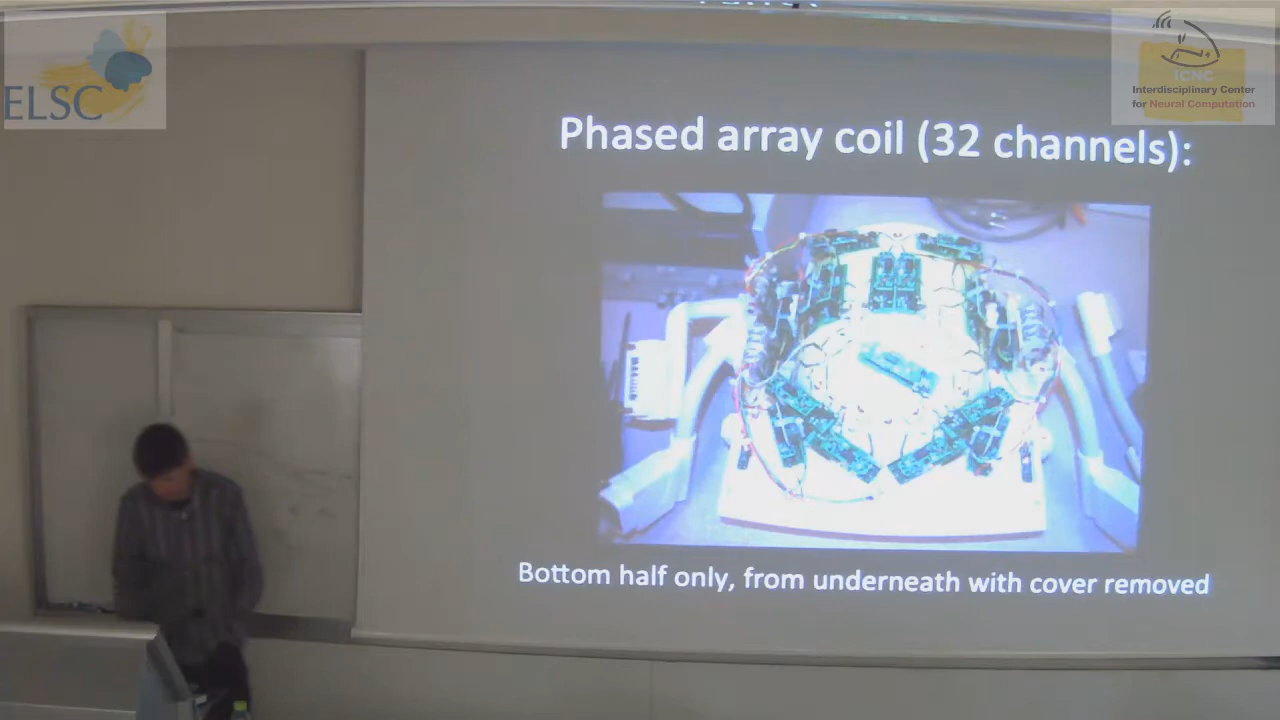 ELSC
ICNC
Interdisciplinary Center
for Neural Computation
Phased array coil (32 channels):
Bottom half only, from underneath with cover removed